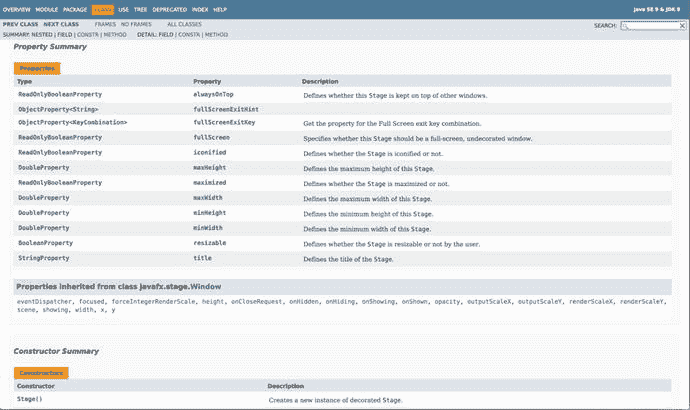 OVERVIEW MODULE PACKAGE CLASS USE TREE DEPRECATED INDEX HELP Java SE 9 & JDK 9
PREV CLASS NEXT CLASS FRAMES NO FRAMES ALL CLASSES SEARCH:
SUMMARY: NESTED | FIELD | CONSTR | METHOD DETAIL: FIELD | CONSTR | METHOD
Property Summary
Properties
Type Property Description
ReadOnlyBooleanProperty alwaysOnTop Defines whether this Stage is kept on top of other windows.
ObjectProperty<String> fullScreenExitHint
ObjectProperty<KeyCombination> fullScreenExitKey Get the property for the Full Screen exit key combination.
ReadOnlyBooleanProperty fullScreen Specifies whether this Stage should be a full-screen, undecorated window.
ReadOnlyBooleanProperty iconified Defines whether the Stage is iconified or not.
DoubleProperty maxHeight Defines the maximum height of this Stage.
ReadOnlyBooleanProperty maximized Defines whether the Stage is maximized or not.
DoubleProperty maxWidth Defines the maximum width of this Stage.
DoubleProperty minHeight Defines the minimum height of this Stage.
DoubleProperty minWidth Defines the minimum width of this Stage.
BooleanProperty resizable Defines whether the Stage is resizable or not by the user.
StringProperty title Defines the title of the Stage.
Properties inherited from class javafx.stage.Window
eventDispatcher, focused, forceIntegerRenderScale, height, onCloseRequest, onHidden, onHiding, onShowing, onShown, opacity, outputScaleX, outputScaleY, renderScaleX, renderScaleY,
scene, showing, width, x, y
Constructor Summary
Constructors
Constructor Description
Stage() Creates a new instance of decorated Stage.